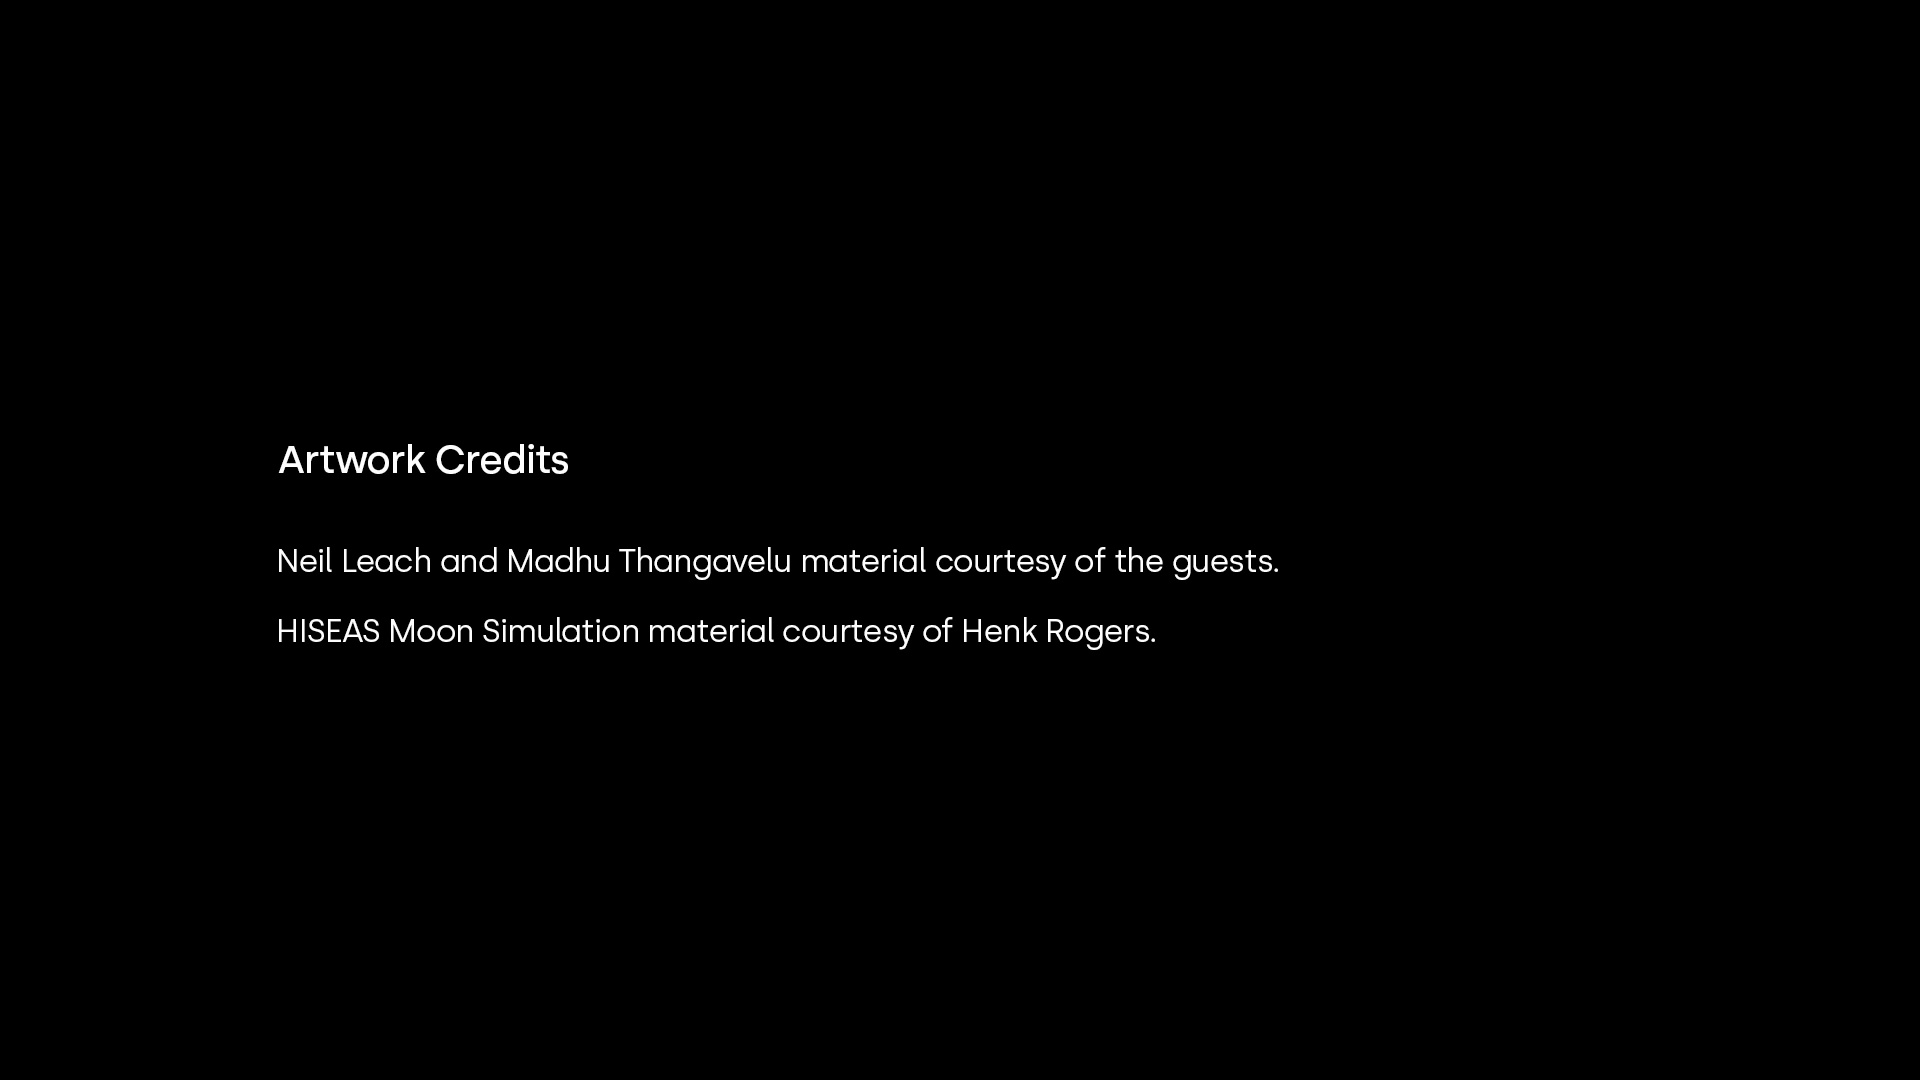 Artwork Credits
Neil Leach and Madhu Thangavelu material courtesy of the guests.
HISEAS Moon Simulation material courtesy of Henk Rogers.